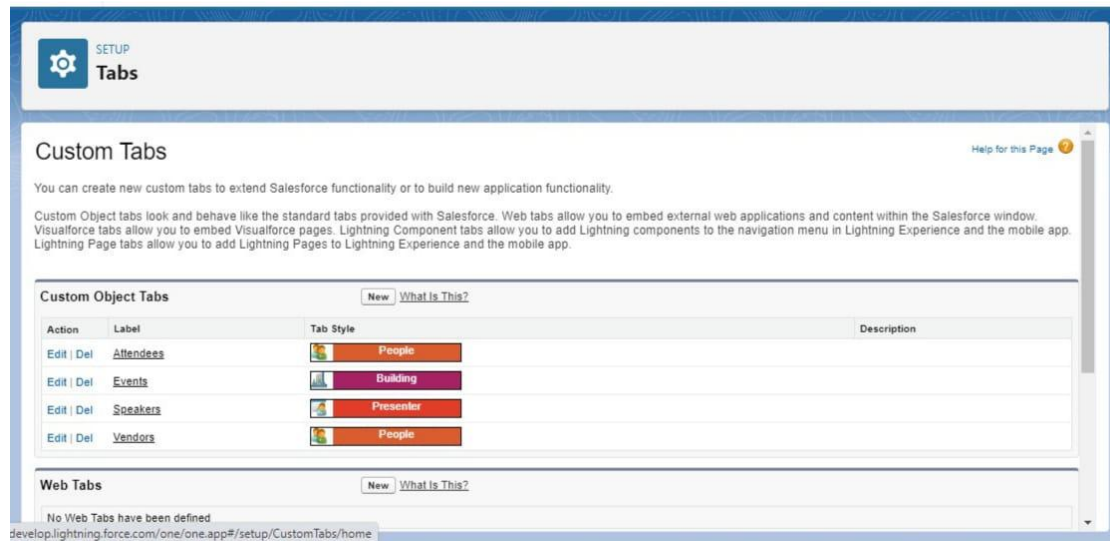 SETUP
Tabs
Custom Tabs
Help for this Page
You can create new custom tabs to extend Salesforce functionality or to build new application functionality.
Custom Object tabs look and behave like the standard tabs provided with Salesforce. Web tabs allow you to embed external web applications and content within the Salesforce window.
Visualforce tabs allow you to embed Visualforce pages. Lightning Component tabs allow you to add Lightning components to the navigation menu in Lightning Experience and the mobile app.
Lightning Page tabs allow you to add Lightning Pages to Lightning Experience and the mobile app.
Custom Object Tabs New What Is This?
Action Label Tab Style Description
Edit | Del Attendees People
Edit | Del Events Building
Edit | Del Speakers Presenter
Edit | Del Vendors People
Web Tabs New What Is This?
No Web Tabs have been defined
develop.lightning.force.com/one/one.app#/setup/CustomTabs/home